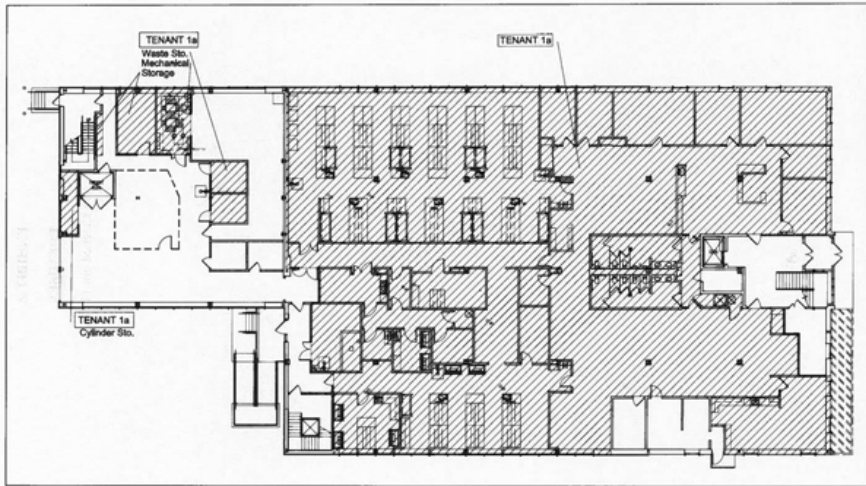 TENANT 1a
Waste Sto.
Mechanical
Storage
TENANT 1a
TENANT 1a
Cylinder Sto.